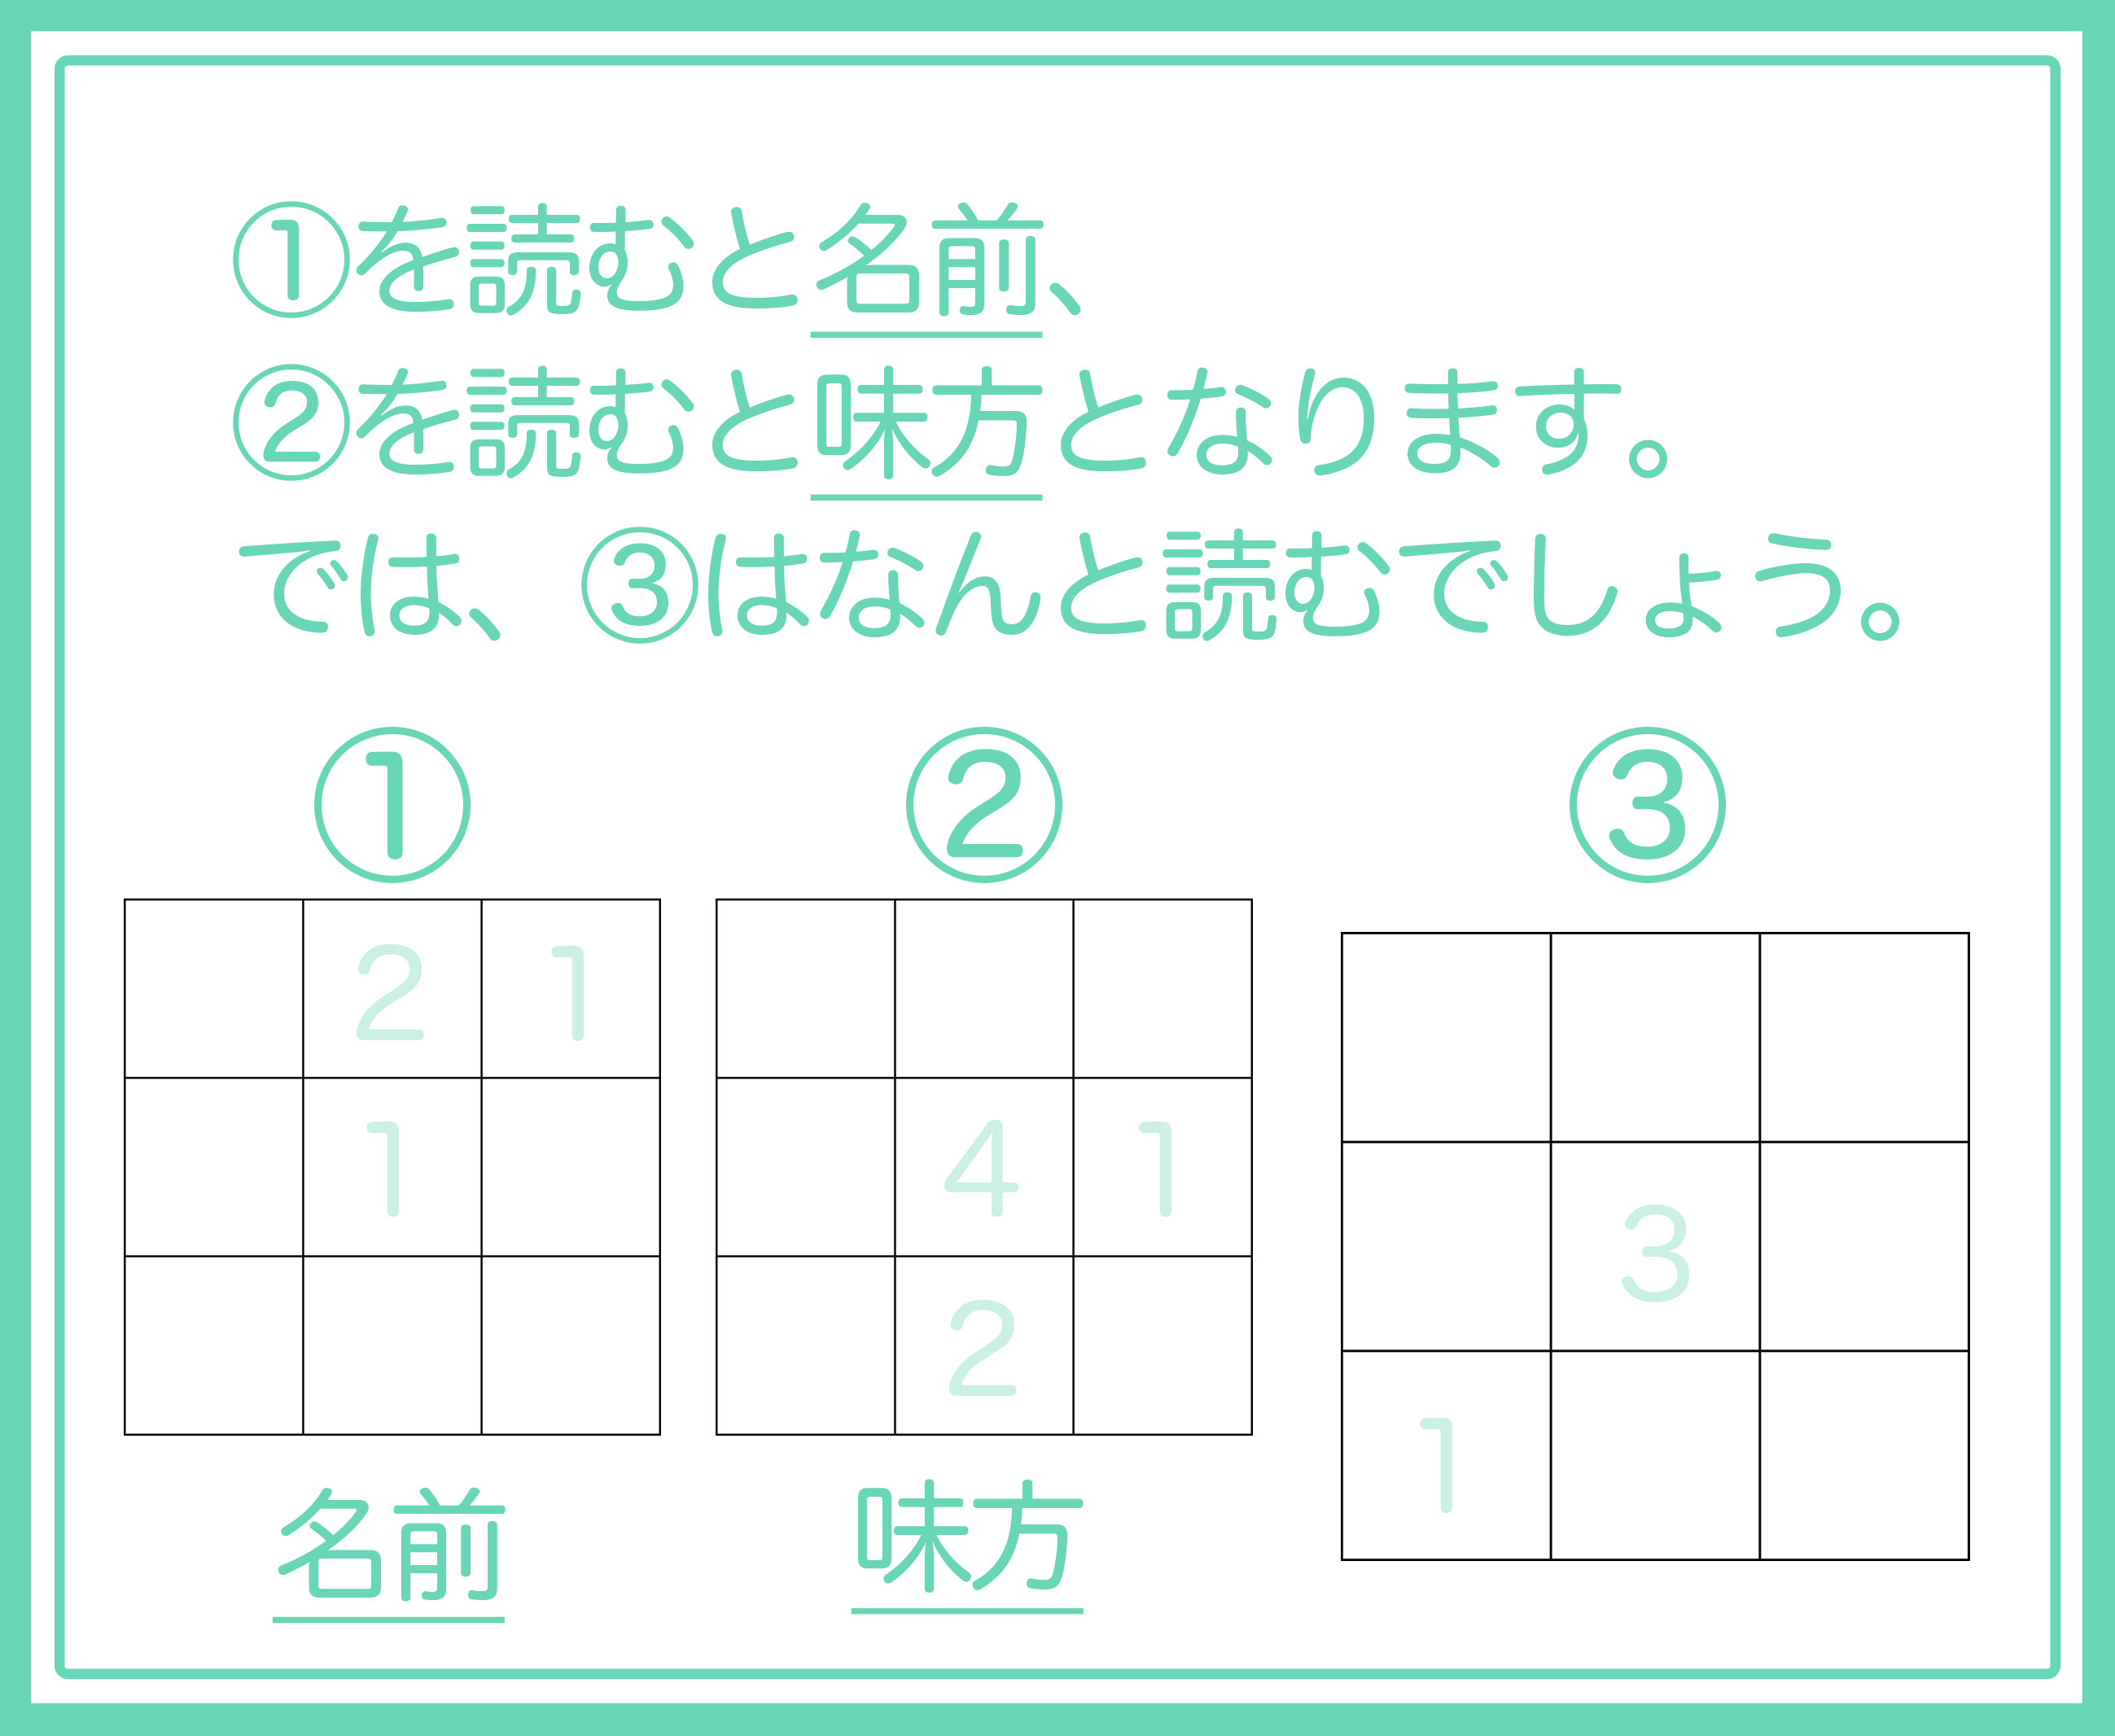 ①を読むと名前、
②を読むと味方となります。
では、③はなんと読むでしょう。
① ② ③
2 1
1
4 1
2
3
1
名前 味方